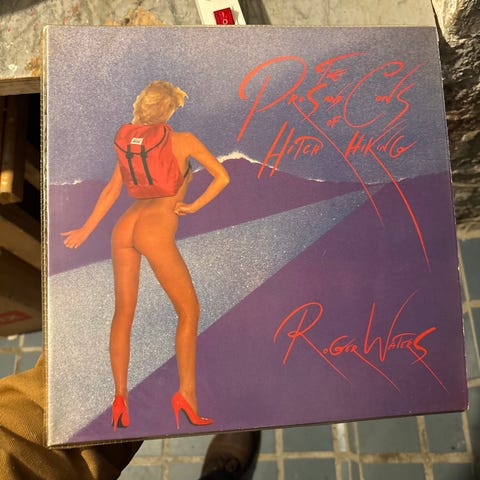 The
Pros and Cons
of
Hitch Hiking
Roger Waters